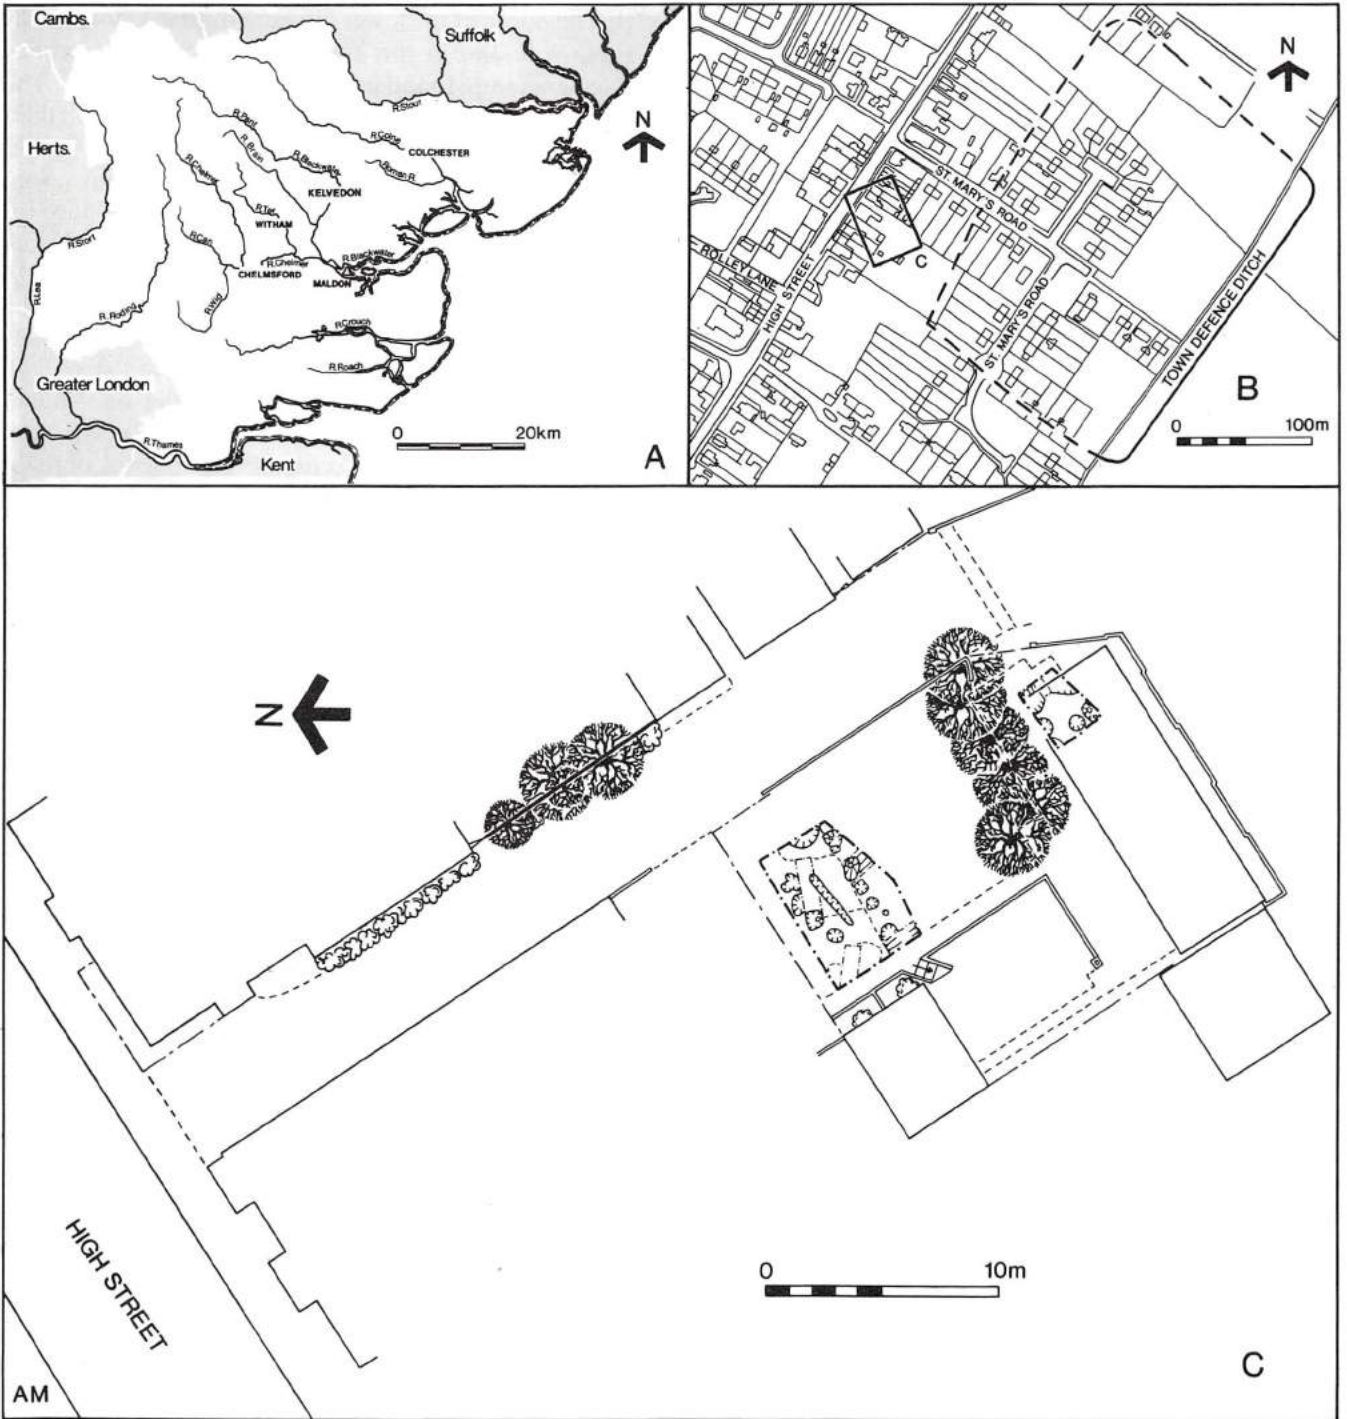 Cambs.
Suffolk
R.Stour
N
R.Pant
R.Colne
COLCHESTER
Herts.
R.Brain
R.Blackwater
Roman R.
R.Chelmer
KELVEDON
R.Ter
WITHAM
R.Stort
R.Can
R.Chelmer
R.Blackwater
CHELMSFORD
MALDON
R.Lea
R.Wid
R.Roding
R.Crouch
R.Roach
Greater London
0 20km
R.Thames
Kent
A
N
ST. MARY'S ROAD
C
ROLLEY LANE
HIGH STREET
ST. MARY'S ROAD
TOWN DEFENCE DITCH
B
0 100m
N
0 10m
HIGH STREET
C
AM